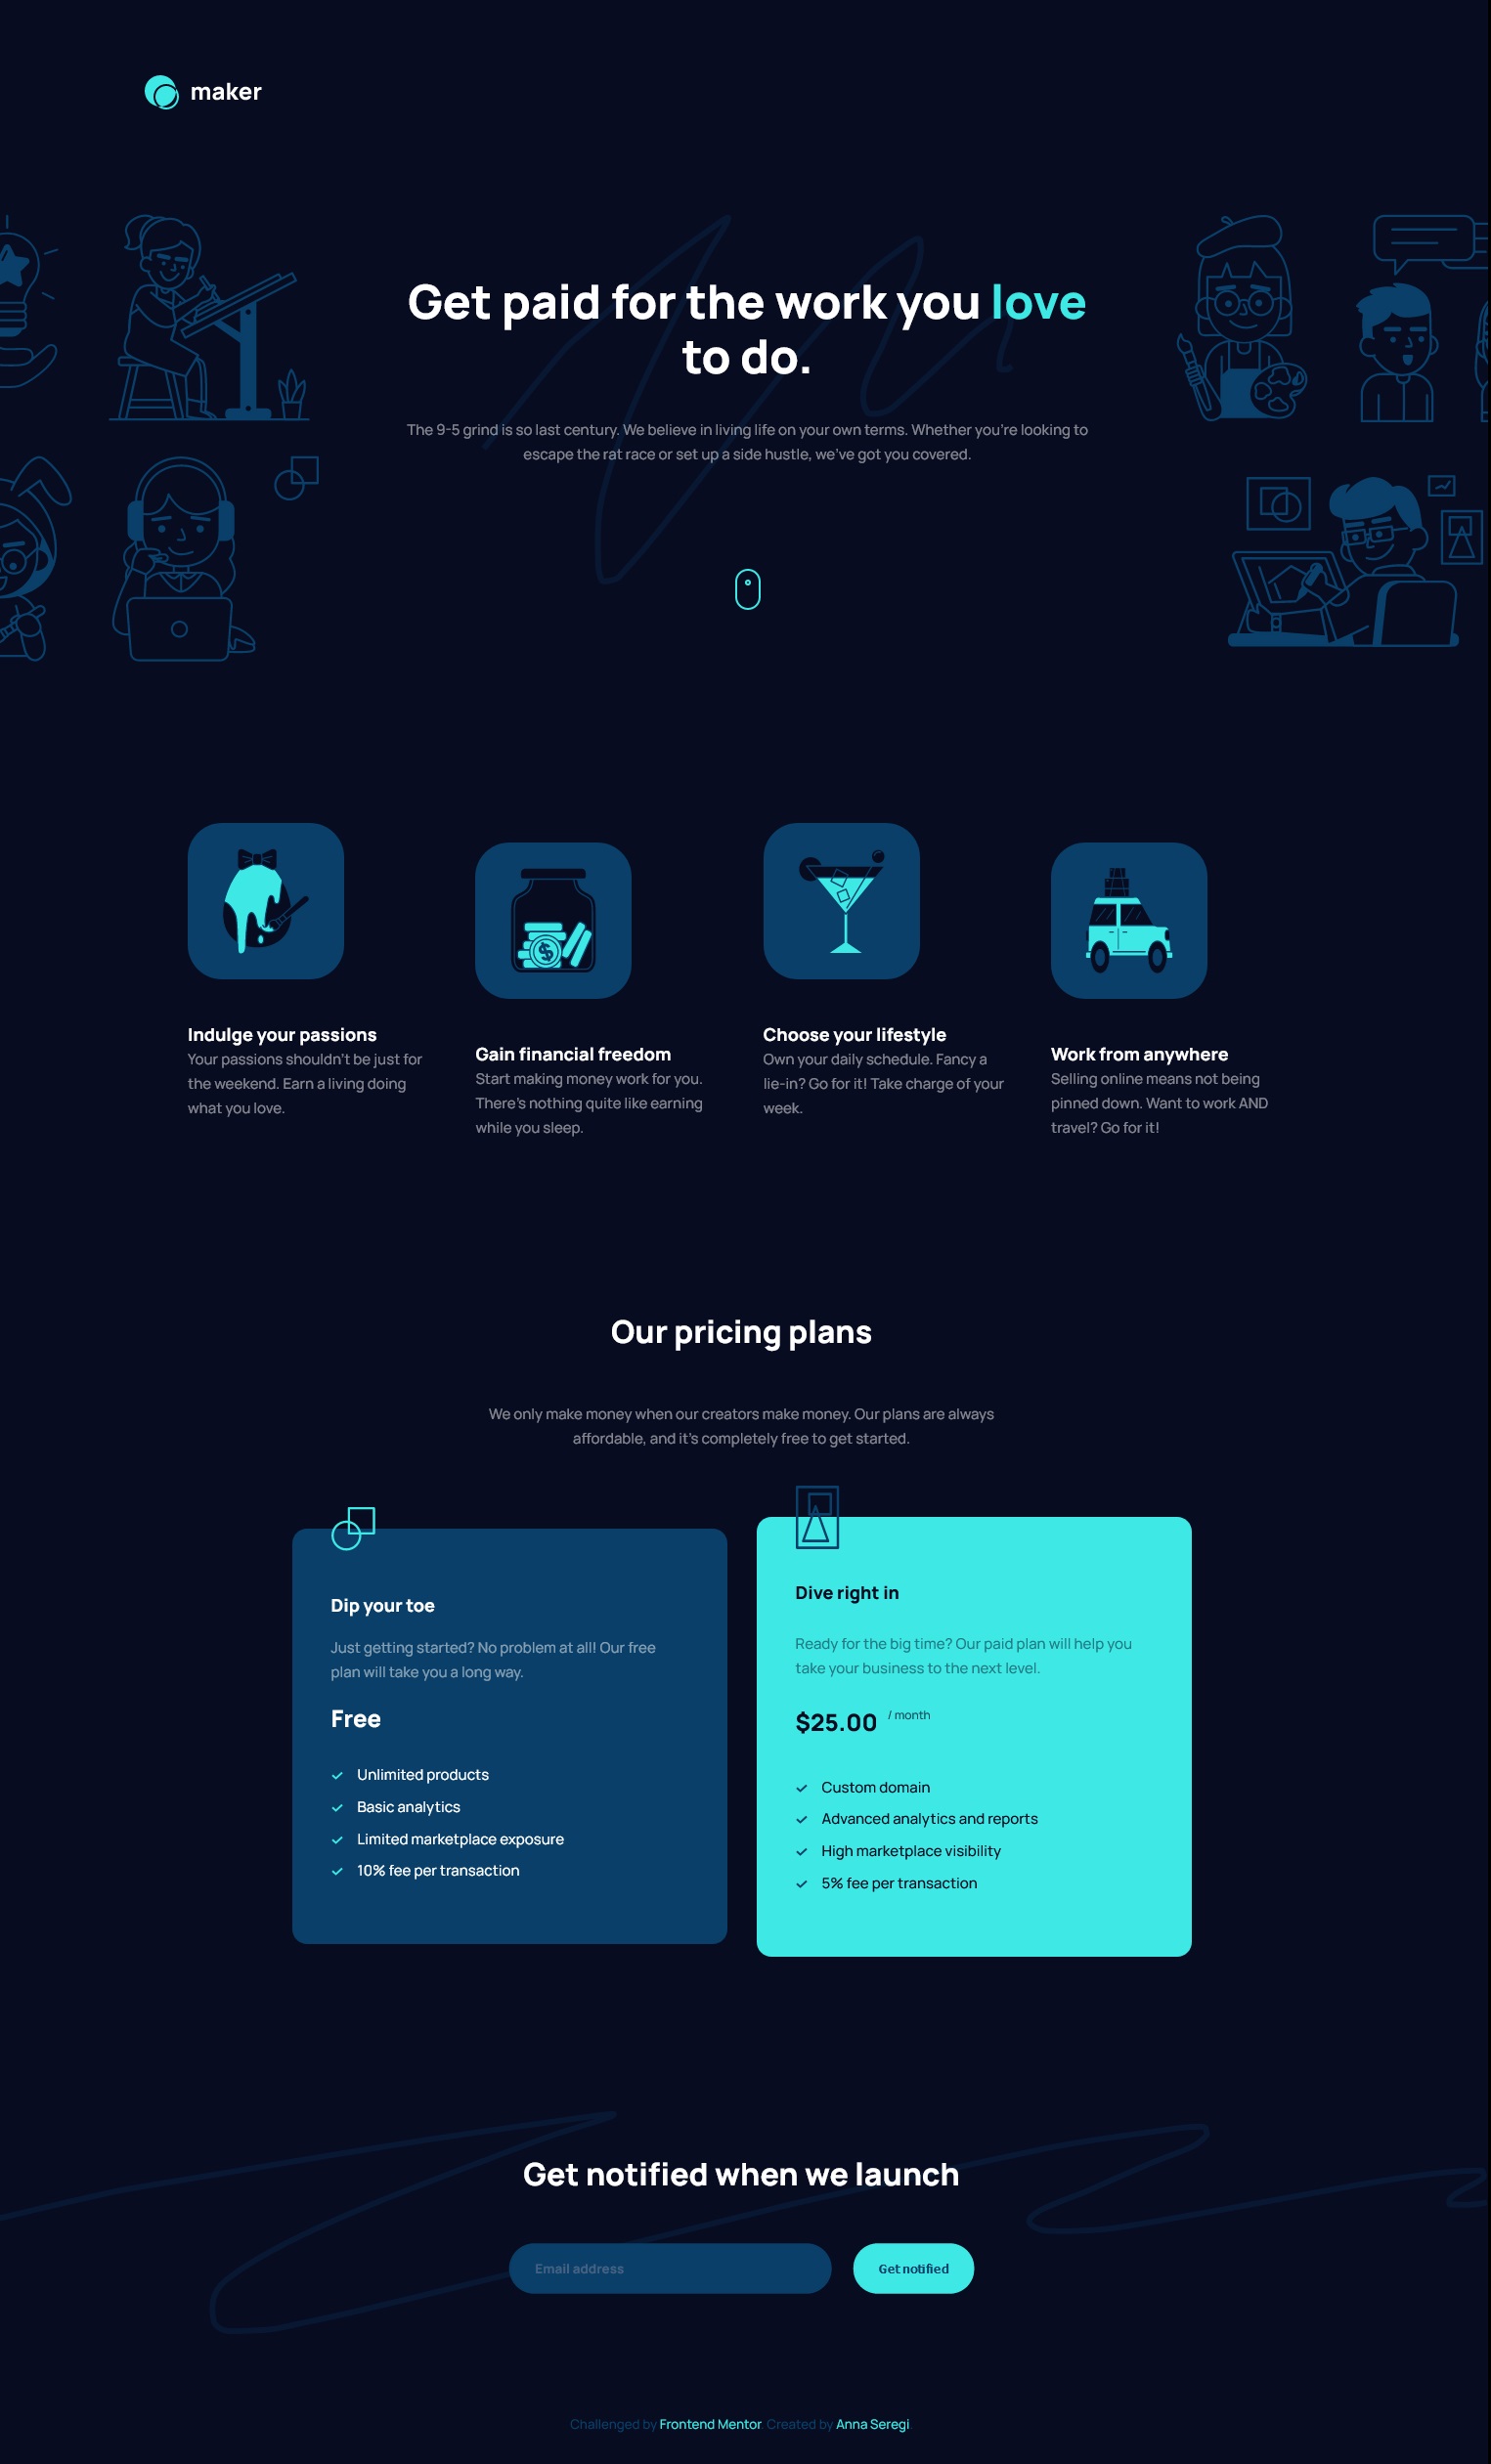 maker
Get paid for the work you love
to do.
The 9-5 grind is so last century. We believe in living life on your own terms. Whether you're looking to
escape the rat race or set up a side hustle, we've got you covered.
Indulge your passions
Your passions shouldn't be just for
the weekend. Earn a living doing
what you love.
Gain financial freedom
Start making money work for you.
There's nothing quite like earning
while you sleep.
Choose your lifestyle
Own your daily schedule. Fancy a
lie-in? Go for it! Take charge of your
week.
Work from anywhere
Selling online means not being
pinned down. Want to work AND
travel? Go for it!
Our pricing plans
We only make money when our creators make money. Our plans are always
affordable, and it's completely free to get started.
Dip your toe
Just getting started? No problem at all! Our free
plan will take you a long way.
Free
Unlimited products
Basic analytics
Limited marketplace exposure
10% fee per transaction
Dive right in
Ready for the big time? Our paid plan will help you
take your business to the next level.
$25.00 / month
Custom domain
Advanced analytics and reports
High marketplace visibility
5% fee per transaction
Get notified when we launch
Email address
Get notified
Challenged by Frontend Mentor. Created by Anna Seregi.